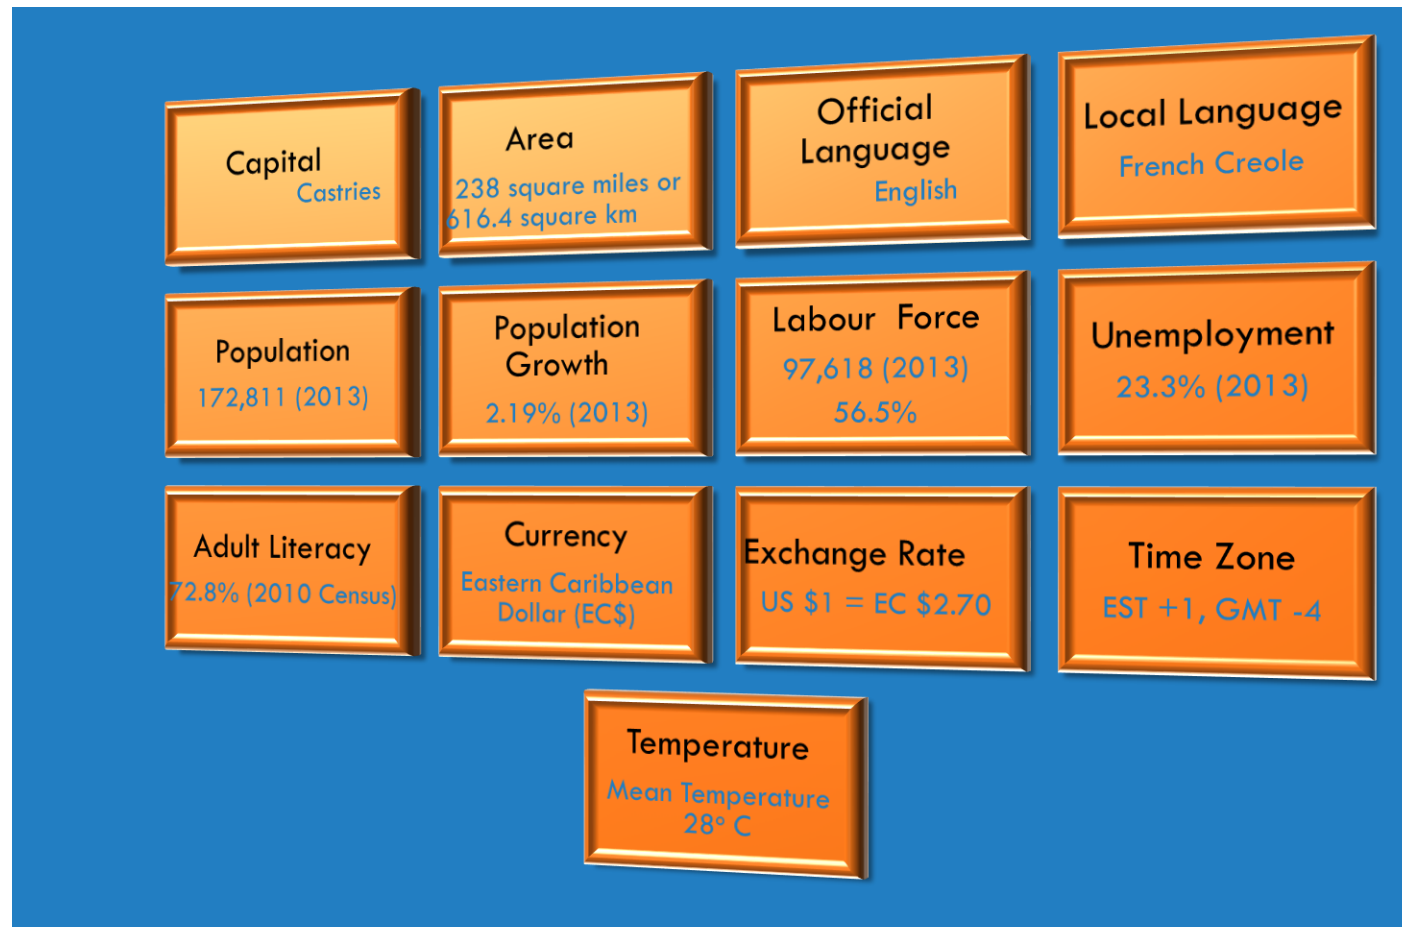 Capital
Castries
Area
238 square miles or
616.4 square km
Official
Language
English
Local Language
French Creole
Population
172,811 (2013)
Population
Growth
2.19% (2013)
Labour Force
97,618 (2013)
56.5%
Unemployment
23.3% (2013)
Adult Literacy
72.8% (2010 Census)
Currency
Eastern Caribbean
Dollar (EC$)
Exchange Rate
US $1 = EC $2.70
Time Zone
EST +1, GMT -4
Temperature
Mean Temperature
28° C